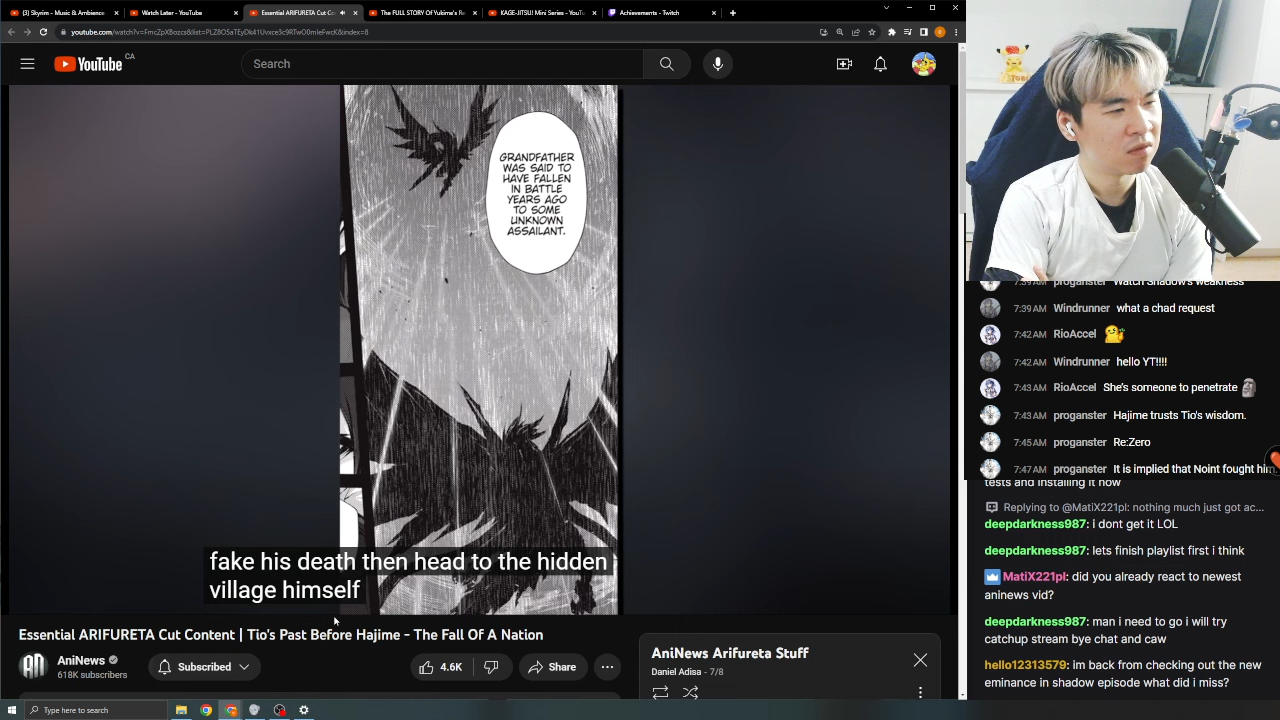 (3) Skyrim - Music & Ambience
Watch Later - YouTube
Essential ARIFURETA Cut Co
The FULL STORY Of Yukime's R
KAGE-JITSU! Mini Series - YouTu
Achievements - Twitch
YouTube CA
Search
GRANDFATHER
WAS SAID TO
HAVE FALLEN
IN BATTLE
YEARS AGO
TO SOME
UNKNOWN
ASSAILANT.
fake his death then head to the hidden
village himself
Essential ARIFURETA Cut Content | Tio's Past Before Hajime - The Fall Of A Nation
AniNews
618K subscribers
Subscribed
4.6K
Share
AniNews Arifureta Stuff
Daniel Adisa - 7/8
Type here to search
7:39 AM proganster Watch Shadow's weakness
7:39 AM Windrunner what a chad request
7:42 AM RioAccel
7:42 AM Windrunner hello YT!!!!
7:43 AM RioAccel She's someone to penetrate
7:43 AM proganster Hajime trusts Tio's wisdom.
7:45 AM proganster Re:Zero
7:47 AM proganster It is implied that Noint fought him
tests and installing it now
Replying to @MatiX221pl: nothing much just got ac...
deepdarkness987: i dont get it LOL
deepdarkness987: lets finish playlist first i think
MatiX221pl: did you already react to newest
aninews vid?
deepdarkness987: man i need to go i will try
catchup stream bye chat and caw
hello12313579: im back from checking out the new
eminance in shadow episode what did i miss?